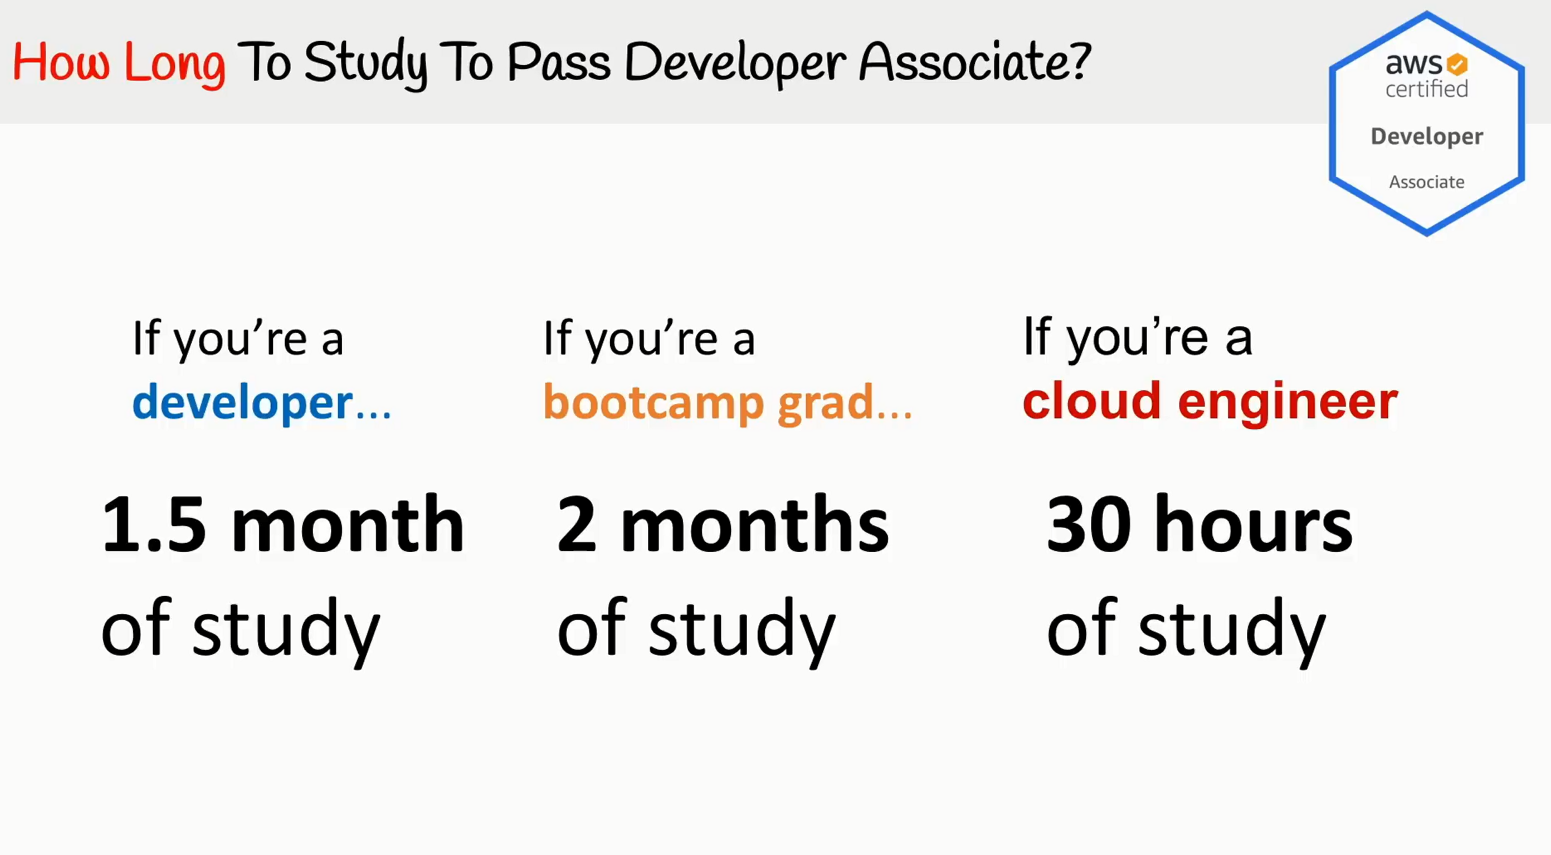 How Long To Study To Pass Developer Associate?
aws
certified
Developer
Associate
If you’re a
developer...
1.5 month
of study
If you’re a
bootcamp grad...
2 months
of study
If you’re a
cloud engineer
30 hours
of study